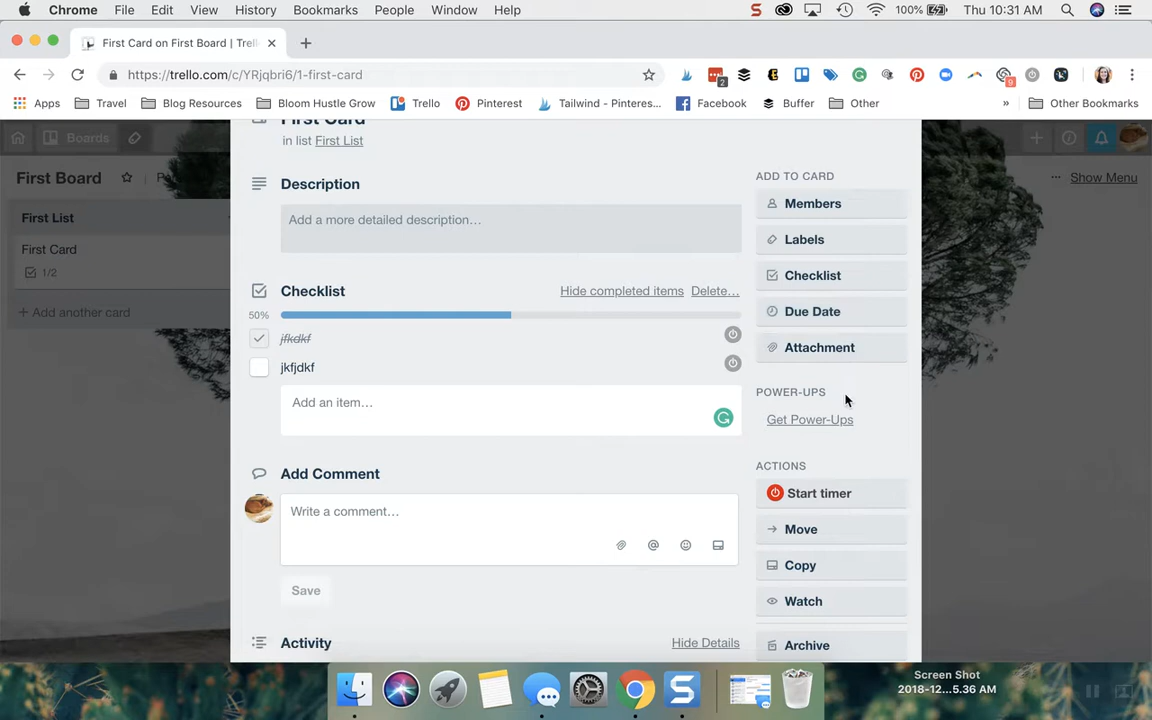 Chrome File Edit View History Bookmarks People Window Help 100% Thu 10:31 AM
First Card on First Board | Trell
https://trello.com/c/YRjqbri6/1-first-card
2 9
Apps Travel Blog Resources Bloom Hustle Grow Trello Pinterest Tailwind - Pinteres... Facebook Buffer Other » Other Bookmarks
Boards
First Card
in list First List
First Board
Show Menu
First List
First Card
1/2
+ Add another card
Description
Add a more detailed description…
Checklist Hide completed items Delete…
50%
jfkdkf
jkfjdkf
Add an item…
Add Comment
Write a comment…
@
Save
Activity Hide Details
ADD TO CARD
Members
Labels
Checklist
Due Date
Attachment
POWER-UPS
Get Power-Ups
ACTIONS
Start timer
Move
Copy
Watch
Archive
Screen Shot
2018-12...5.36 AM